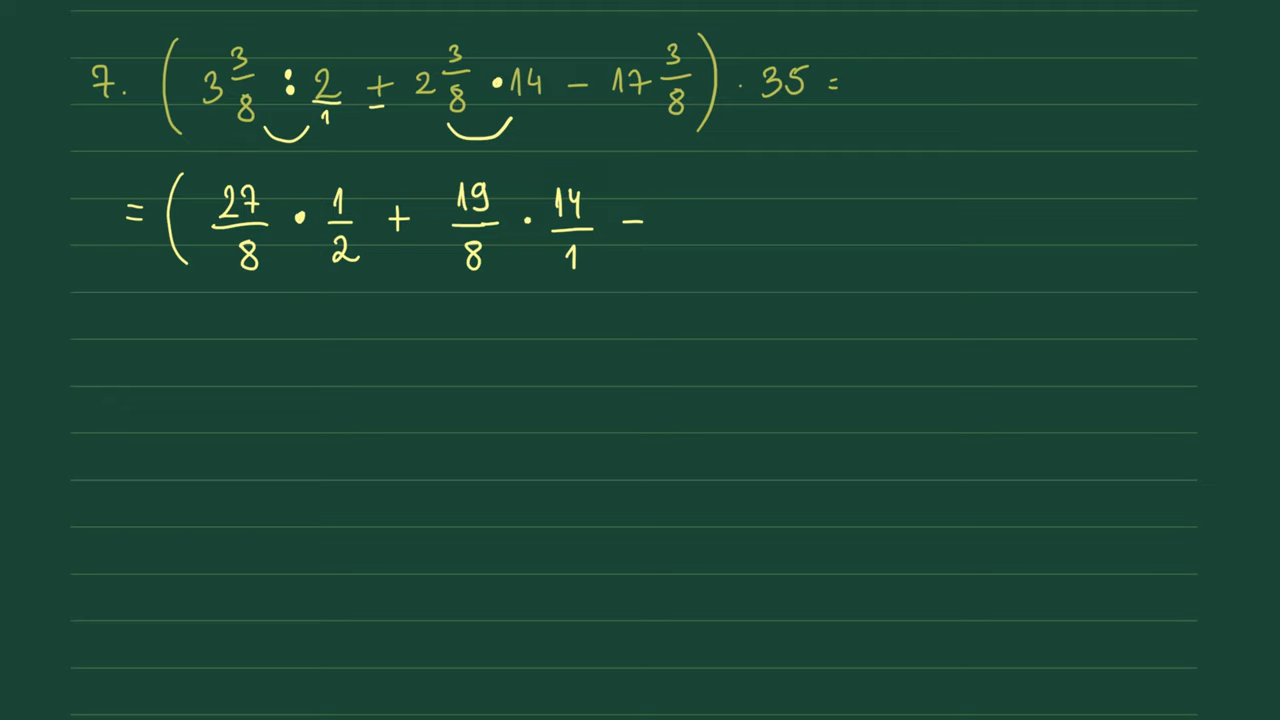 7. (3 3/8 : 2/1 + 2 3/8 · 14 − 17 3/8) · 35 =
= (27/8 · 1/2 + 19/8 · 14/1 −